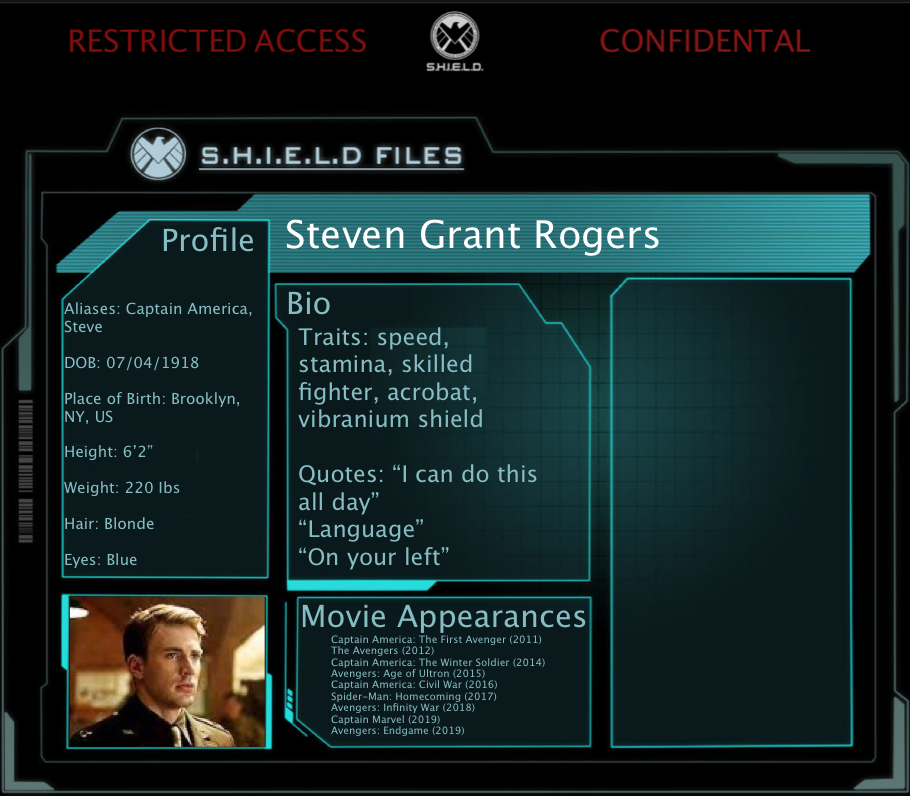 RESTRICTED ACCESS
S.H.I.E.L.D.
CONFIDENTAL
S.H.I.E.L.D FILES
Steven Grant Rogers
Profile
Aliases: Captain America,
Steve
DOB: 07/04/1918
Place of Birth: Brooklyn,
NY, US
Height: 6’2”
Weight: 220 lbs
Hair: Blonde
Eyes: Blue
Bio
Traits: speed,
stamina, skilled
fighter, acrobat,
vibranium shield
Quotes: “I can do this
all day”
“Language”
“On your left”
Movie Appearances
Captain America: The First Avenger (2011)
The Avengers (2012)
Captain America: The Winter Soldier (2014)
Avengers: Age of Ultron (2015)
Captain America: Civil War (2016)
Spider-Man: Homecoming (2017)
Avengers: Infinity War (2018)
Captain Marvel (2019)
Avengers: Endgame (2019)